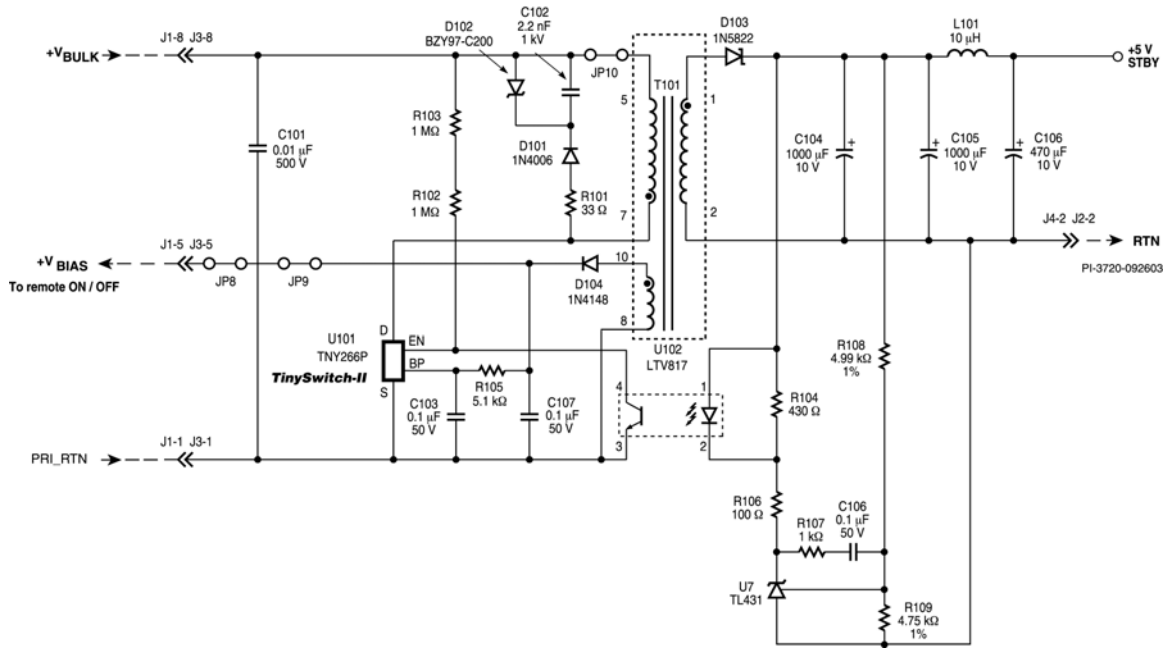 D102
BZY97-C200
C102
2.2 nF
1 kV
D103
1N5822
L101
10 µH
+VBULK
J1-8 J3-8
JP10
+5 V
STBY
T101
5
1
C101
0.01 µF
500 V
R103
1 MΩ
D101
1N4006
C104
1000 µF
10 V
C105
1000 µF
10 V
C106
470 µF
10 V
R102
1 MΩ
R101
33 Ω
7
2
J4-2 J2-2
RTN
PI-3720-092603
J1-5 J3-5
+VBIAS
To remote ON / OFF
JP8
JP9
10
D104
1N4148
8
U101
TNY266P
TinySwitch-II
D
EN
BP
S
U102
LTV817
R108
4.99 kΩ
1%
R105
5.1 kΩ
4
1
R104
430 Ω
C103
0.1 µF
50 V
C107
0.1 µF
50 V
3
2
J1-1 J3-1
PRI_RTN
R106
100 Ω
R107
1 kΩ
C106
0.1 µF
50 V
U7
TL431
R109
4.75 kΩ
1%